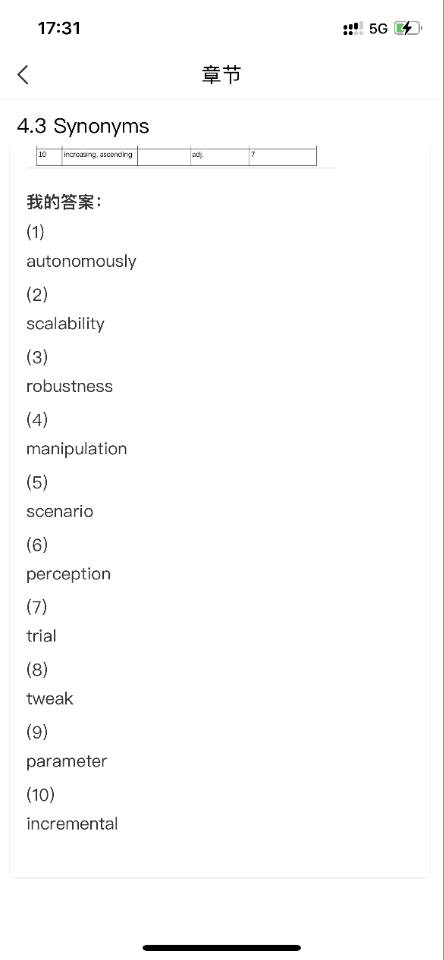 17:31
5G
章节
4.3 Synonyms
10 increasing, ascending adj. 7
我的答案：
(1)
autonomously
(2)
scalability
(3)
robustness
(4)
manipulation
(5)
scenario
(6)
perception
(7)
trial
(8)
tweak
(9)
parameter
(10)
incremental